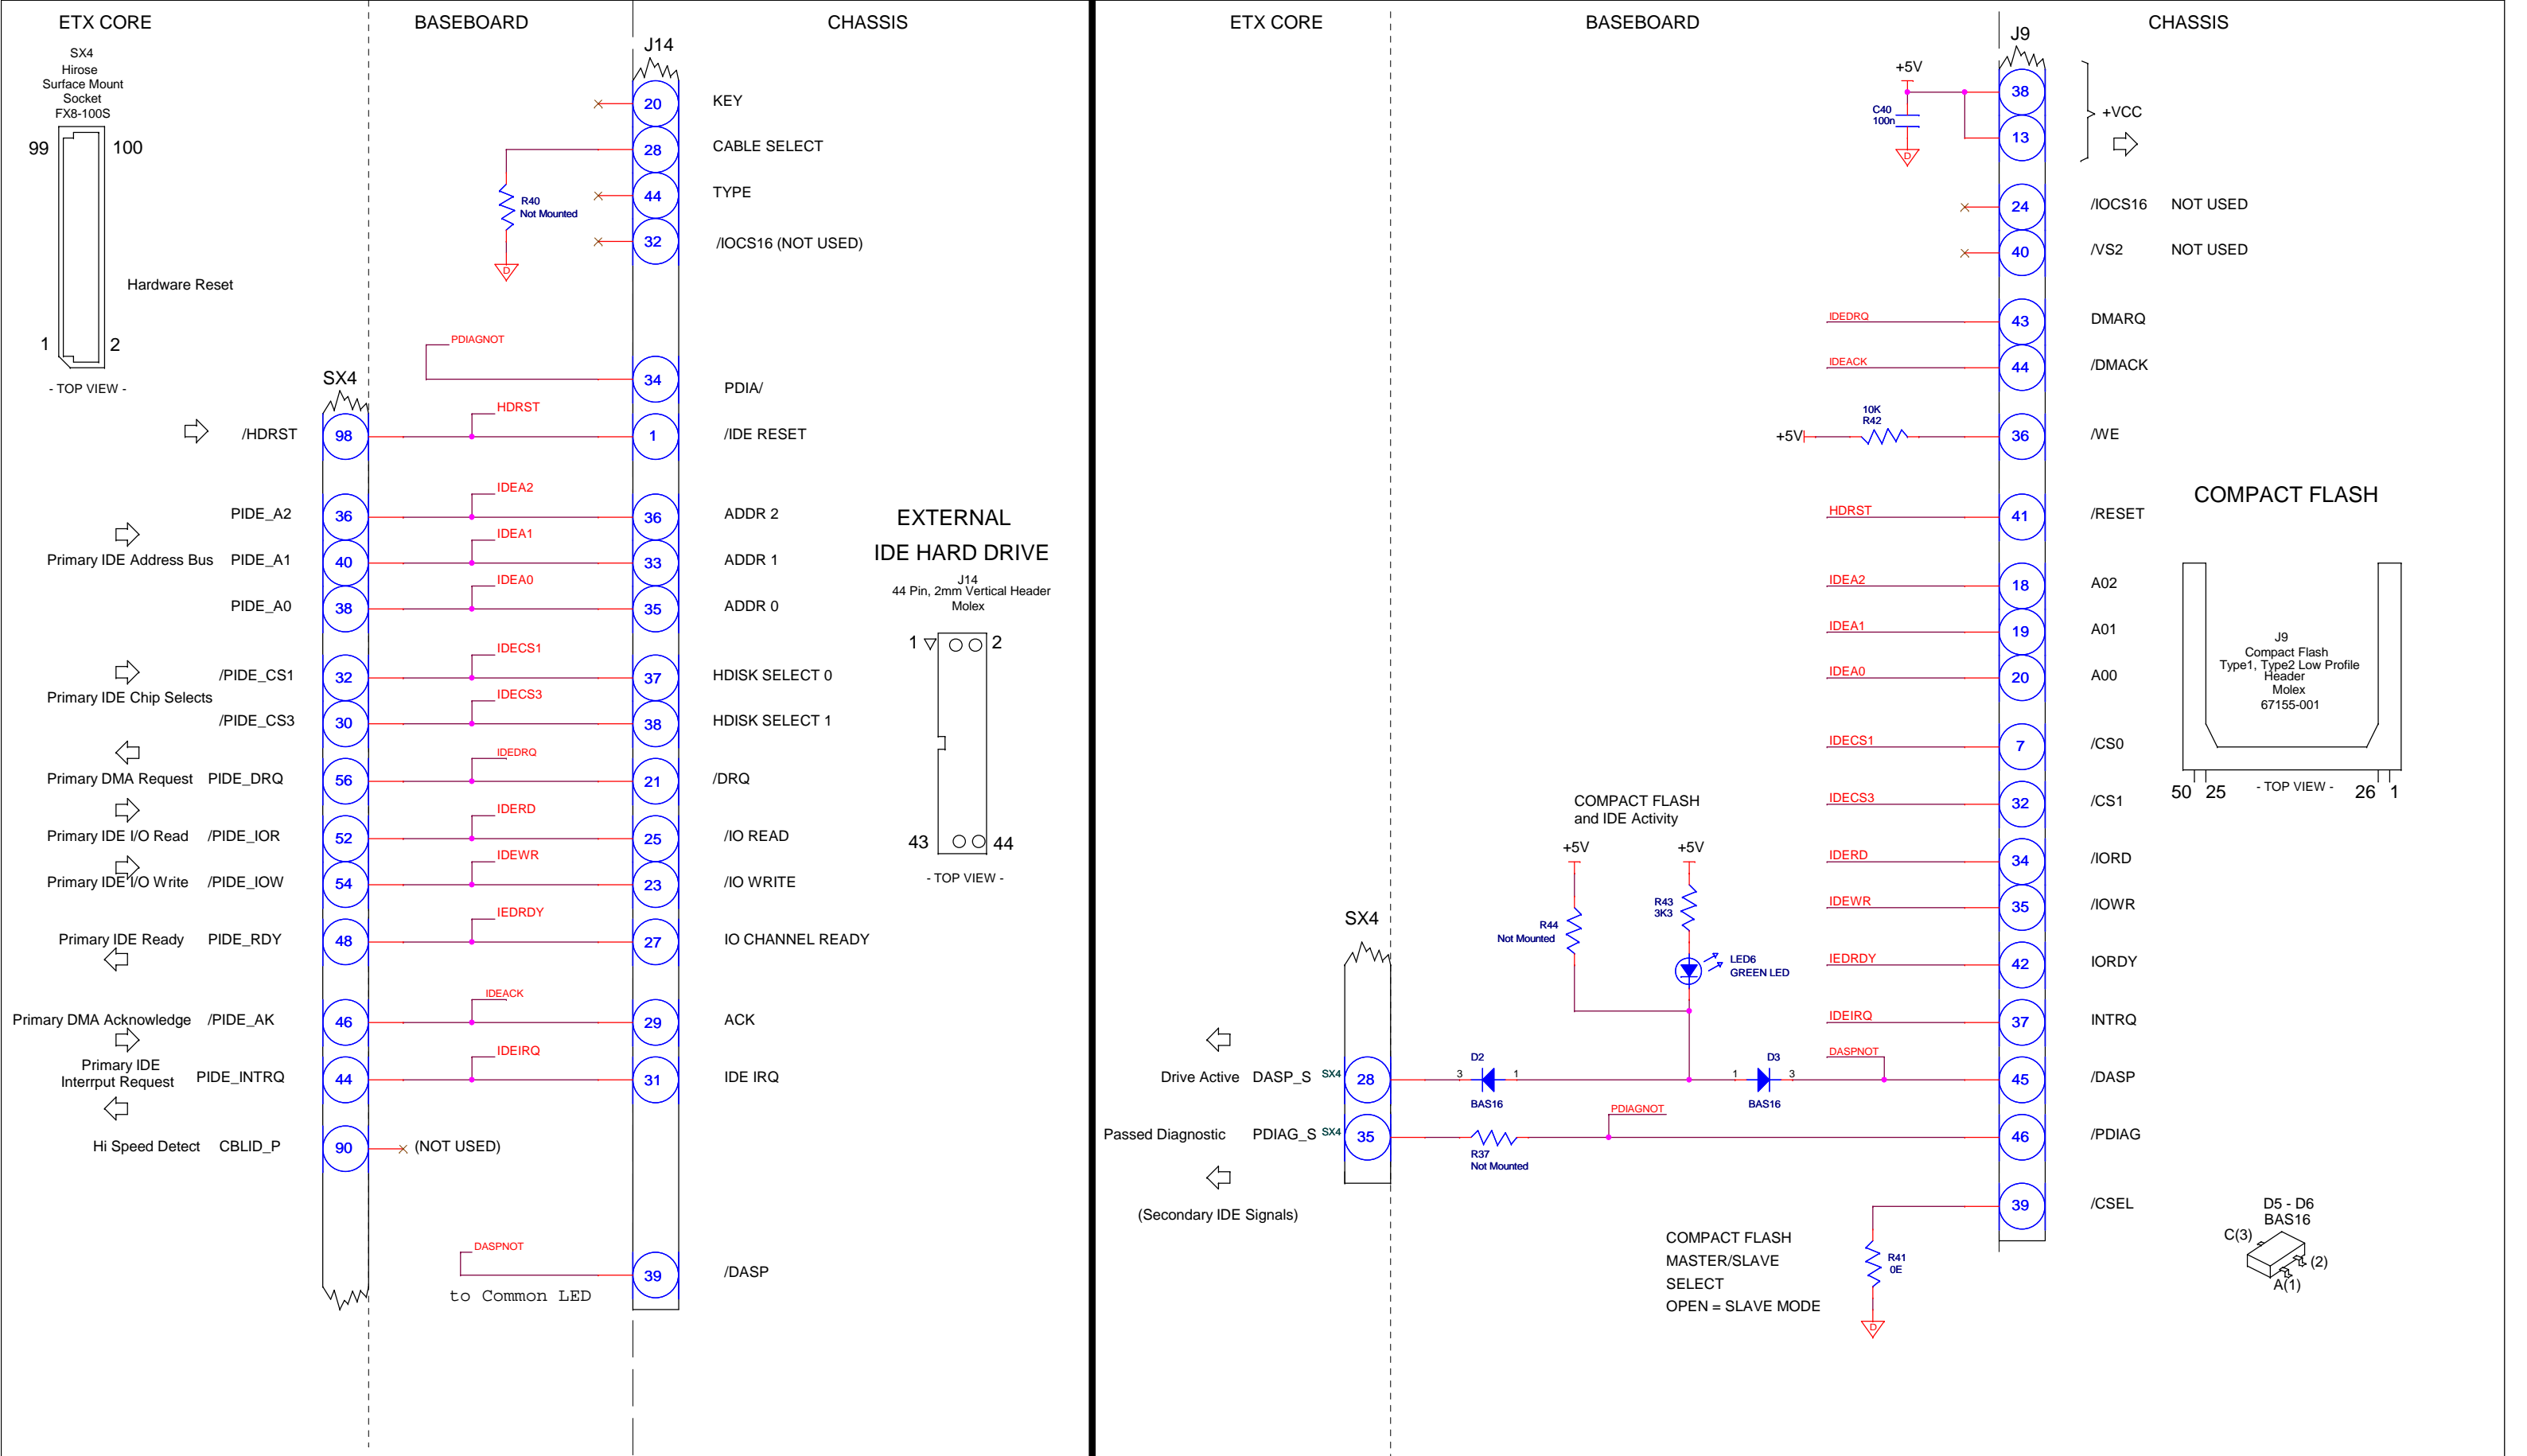 ETX CORE
BASEBOARD
CHASSIS
SX4
Hirose
Surface Mount
Socket
FX8-100S
99
100
1
2
- TOP VIEW -
Hardware Reset
J14
20
KEY
28
CABLE SELECT
R40
Not Mounted
D
44
TYPE
32
/IOCS16 (NOT USED)
PDIAGNOT
34
PDIA/
SX4
/HDRST
98
HDRST
1
/IDE RESET
PIDE_A2
36
IDEA2
36
ADDR 2
Primary IDE Address Bus
PIDE_A1
40
IDEA1
33
ADDR 1
PIDE_A0
38
IDEA0
35
ADDR 0
/PIDE_CS1
32
IDECS1
37
HDISK SELECT 0
Primary IDE Chip Selects
/PIDE_CS3
30
IDECS3
38
HDISK SELECT 1
Primary DMA Request
PIDE_DRQ
56
IDEDRQ
21
/DRQ
Primary IDE I/O Read
/PIDE_IOR
52
IDERD
25
/IO READ
Primary IDE I/O Write
/PIDE_IOW
54
IDEWR
23
/IO WRITE
Primary IDE Ready
PIDE_RDY
48
IEDRDY
27
IO CHANNEL READY
Primary DMA Acknowledge
/PIDE_AK
46
IDEACK
29
ACK
Primary IDE
Interrput Request
PIDE_INTRQ
44
IDEIRQ
31
IDE IRQ
Hi Speed Detect
CBLID_P
90
(NOT USED)
DASPNOT
39
/DASP
to Common LED
EXTERNAL
IDE HARD DRIVE
J14
44 Pin, 2mm Vertical Header
Molex
1
2
43
44
- TOP VIEW -
ETX CORE
BASEBOARD
CHASSIS
J9
+5V
C40
100n
D
38
13
+VCC
24
/IOCS16
NOT USED
40
/VS2
NOT USED
IDEDRQ
43
DMARQ
IDEACK
44
/DMACK
+5V
10K
R42
36
/WE
HDRST
41
/RESET
IDEA2
18
A02
IDEA1
19
A01
IDEA0
20
A00
IDECS1
7
/CS0
IDECS3
32
/CS1
IDERD
34
/IORD
IDEWR
35
/IOWR
IEDRDY
42
IORDY
IDEIRQ
37
INTRQ
DASPNOT
45
/DASP
46
/PDIAG
39
/CSEL
COMPACT FLASH
and IDE Activity
+5V
+5V
R44
Not Mounted
R43
3K3
LED6
GREEN LED
SX4
Drive Active
DASP_S
SX4
28
3
D2
1
BAS16
1
D3
3
BAS16
Passed Diagnostic
PDIAG_S
SX4
35
R37
Not Mounted
PDIAGNOT
(Secondary IDE Signals)
COMPACT FLASH
MASTER/SLAVE
SELECT
OPEN = SLAVE MODE
R41
0E
D
COMPACT FLASH
J9
Compact Flash
Type1, Type2 Low Profile
Header
Molex
67155-001
50
25
- TOP VIEW -
26
1
D5 - D6
BAS16
C(3)
(2)
A(1)